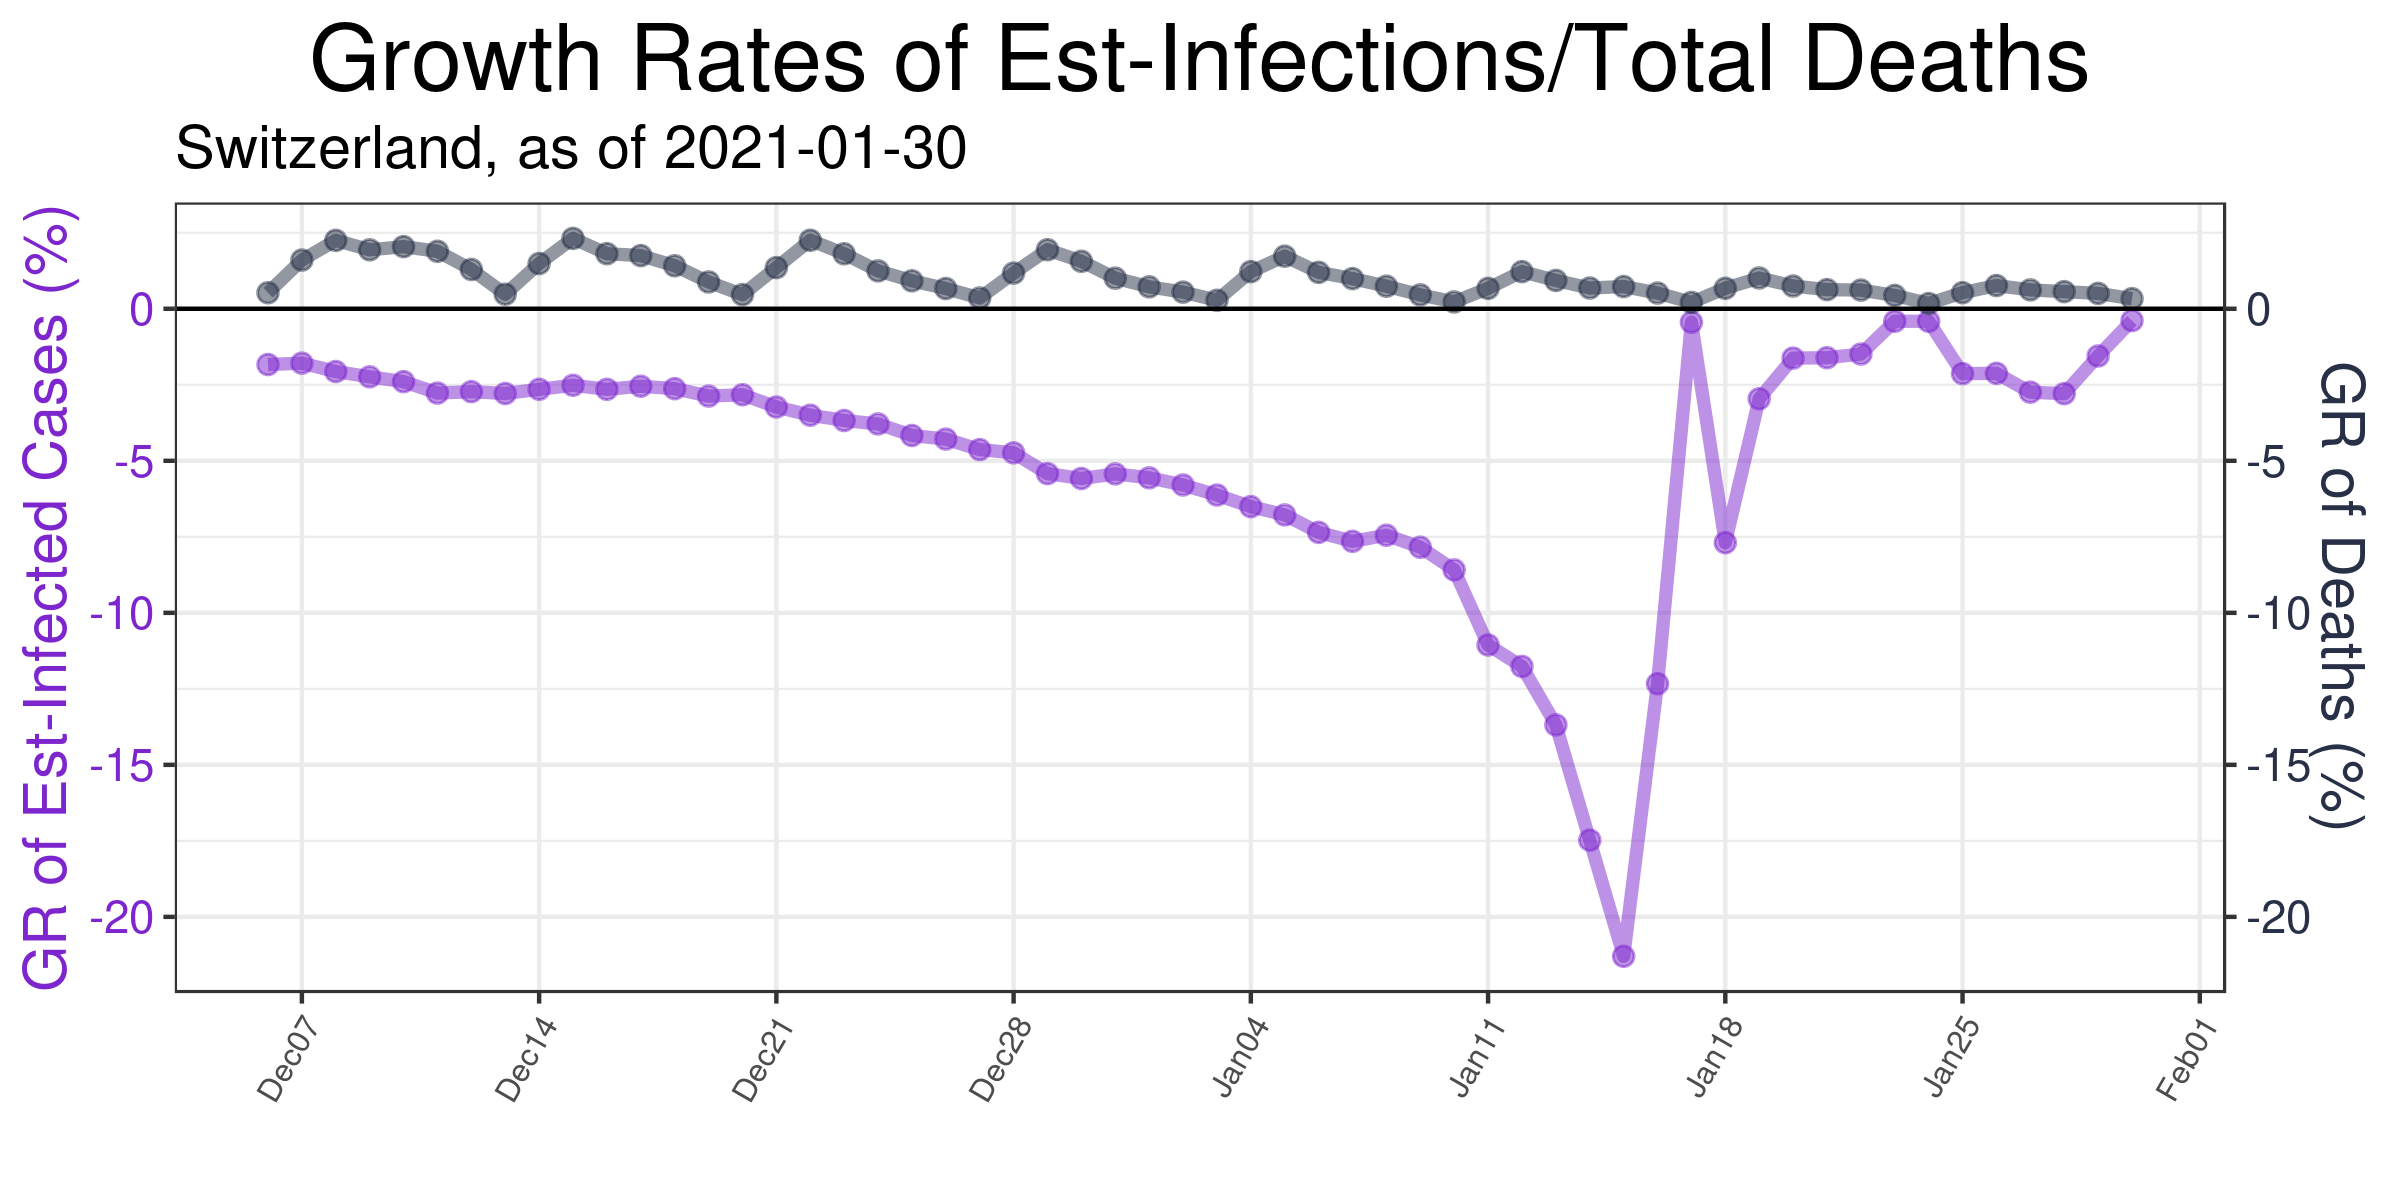 Growth Rates of Est-Infections/Total Deaths
Switzerland, as of 2021-01-30
GR of Est-Infected Cases (%)
0
-5
-10
-15
-20
0
-5
-10
-15
-20
GR of Deaths (%)
Dec07
Dec14
Dec21
Dec28
Jan04
Jan11
Jan18
Jan25
Feb01